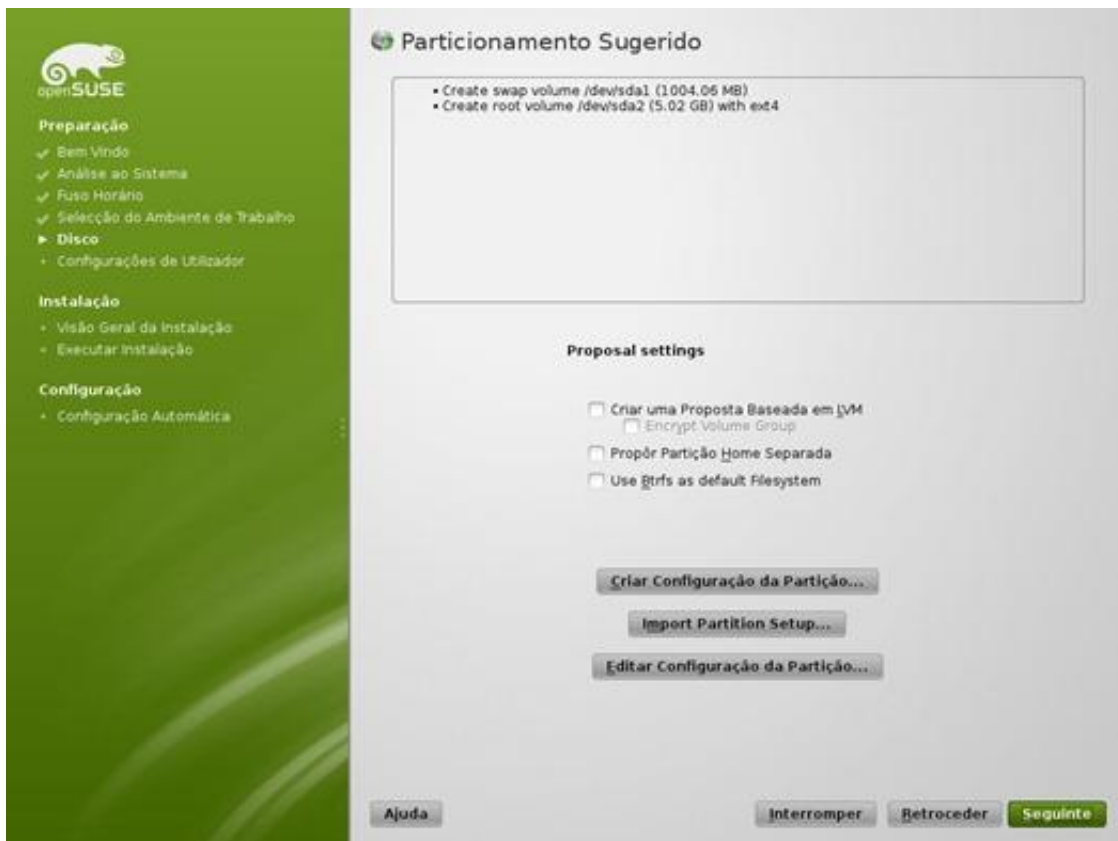 openSUSE
Preparação
Bem Vindo
Análise ao Sistema
Fuso Horário
Selecção do Ambiente de Trabalho
Disco
Configurações de Utilizador
Instalação
Visão Geral da Instalação
Executar Instalação
Configuração
Configuração Automática
Particionamento Sugerido
Create swap volume /dev/sda1 (1004.06 MB)
Create root volume /dev/sda2 (5.02 GB) with ext4
Proposal settings
Criar uma Proposta Baseada em LVM
Encrypt Volume Group
Propôr Partição Home Separada
Use Btrfs as default Filesystem
Criar Configuração da Partição...
Import Partition Setup...
Editar Configuração da Partição...
Ajuda
Interromper
Retroceder
Seguinte